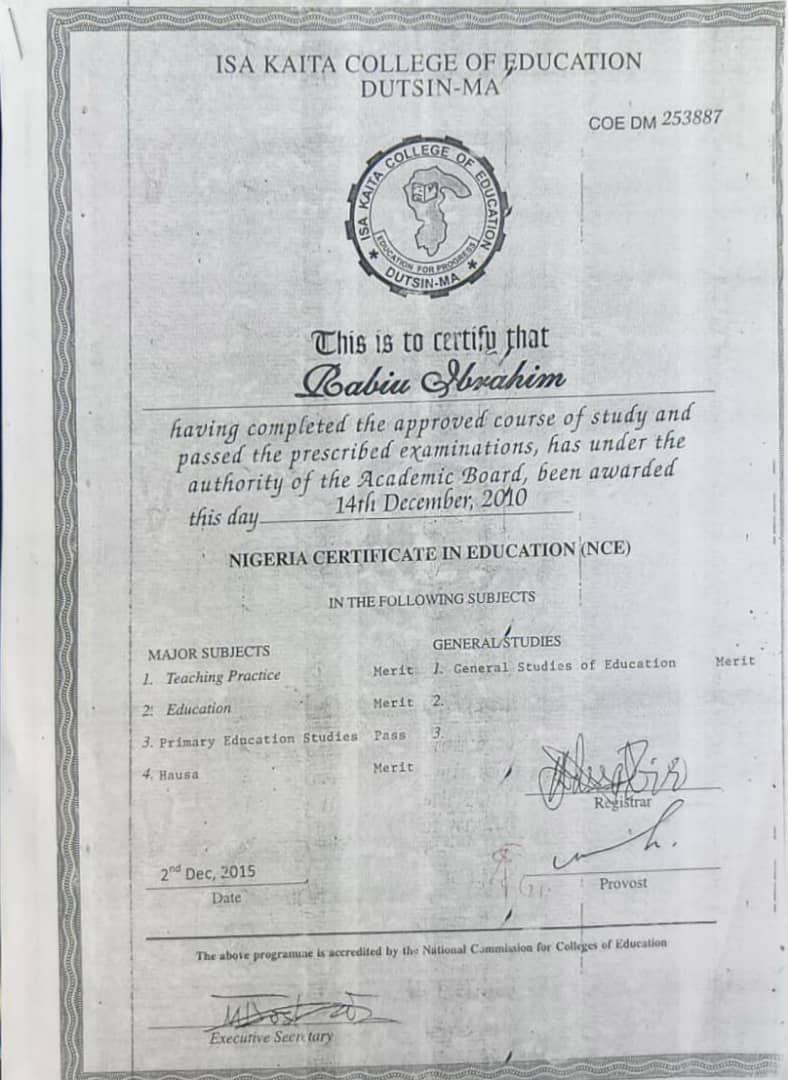 ISA KAITA COLLEGE OF EDUCATION
DUTSIN-MA
COE DM 253887
ISA KAITA COLLEGE OF EDUCATION
EDUCATION FOR PROGRESS
DUTSIN-MA
This is to certify that
Rabiu Ibrahim
having completed the approved course of study and
passed the prescribed examinations, has under the
authority of the Academic Board, been awarded
this day 14th December, 2010
NIGERIA CERTIFICATE IN EDUCATION (NCE)
IN THE FOLLOWING SUBJECTS
MAJOR SUBJECTS
1. Teaching Practice Merit
2. Education Merit
3. Primary Education Studies Pass
4. Hausa Merit
GENERAL STUDIES
1. General Studies of Education Merit
2.
3.
Registrar
Provost
2nd Dec, 2015
Date
The above programme is accredited by the National Commission for Colleges of Education
Executive Secretary